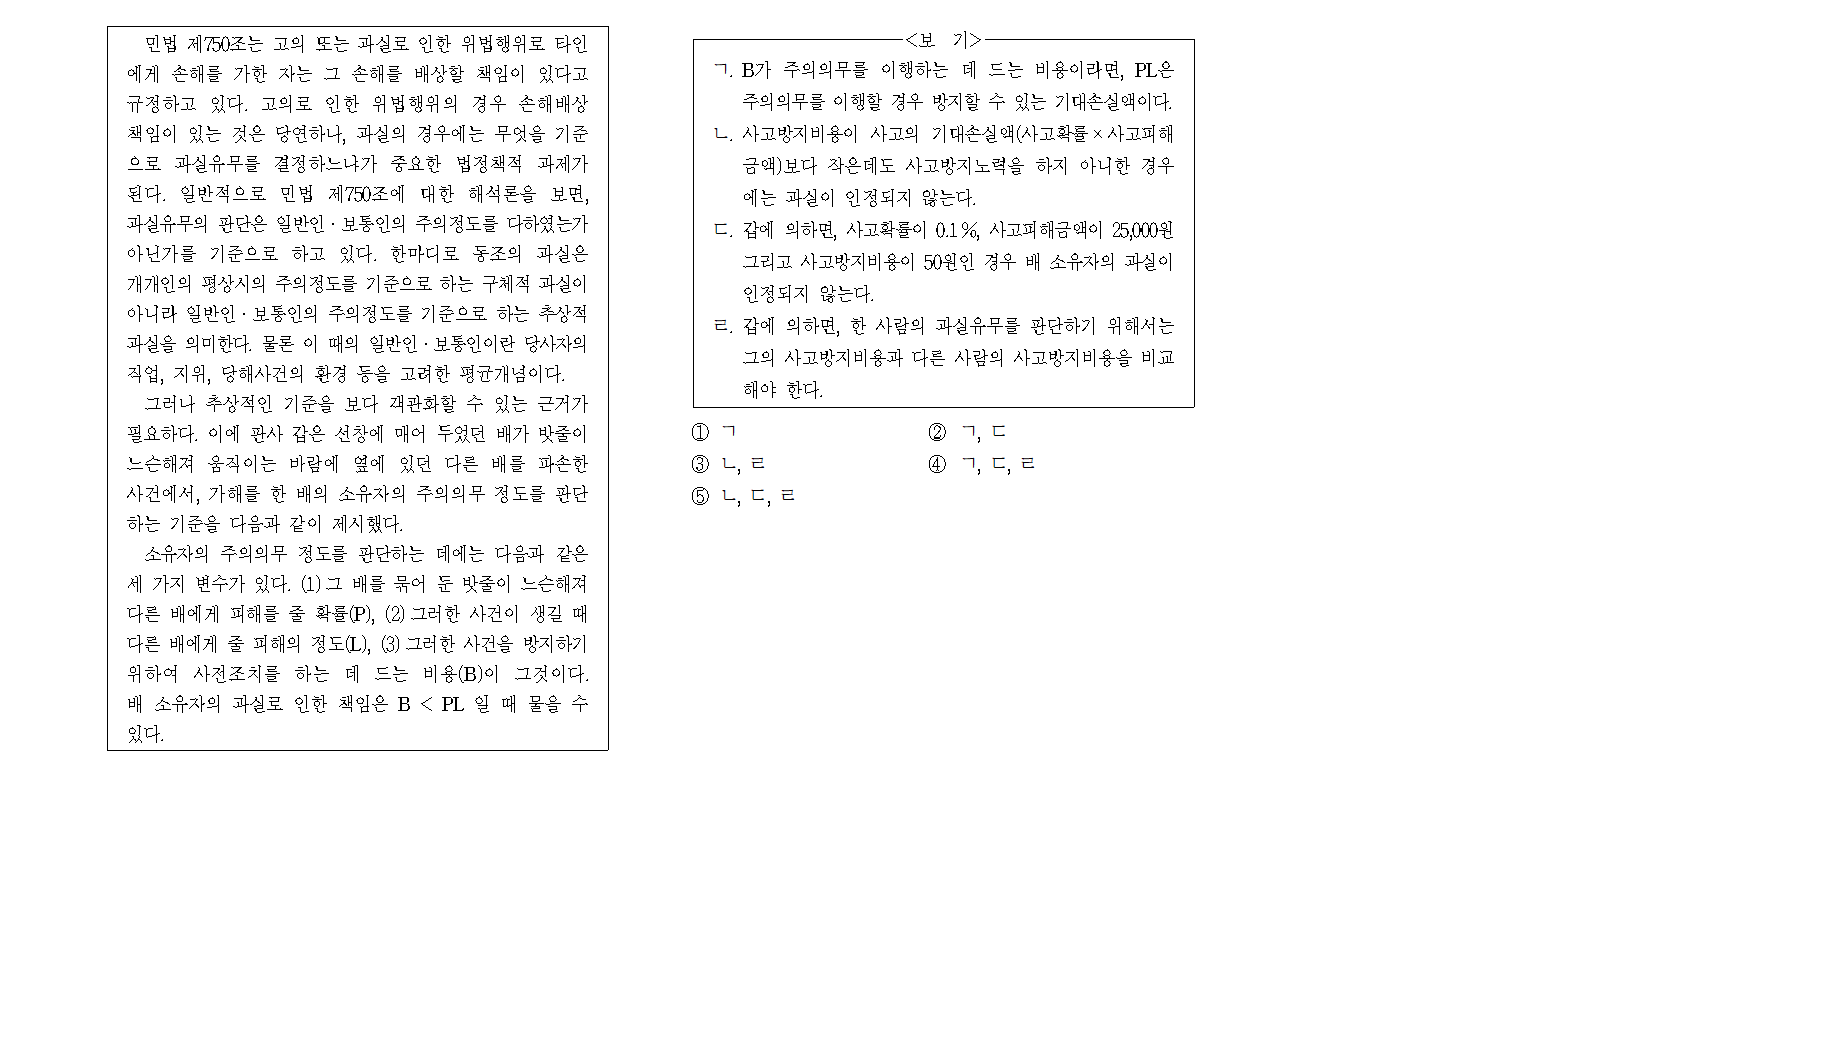 민법 제750조는 고의 또는 과실로 인한 위법행위로 타인
에게 손해를 가한 자는 그 손해를 배상할 책임이 있다고
규정하고 있다. 고의로 인한 위법행위의 경우 손해배상
책임이 있는 것은 당연하나, 과실의 경우에는 무엇을 기준
으로 과실유무를 결정하느냐가 중요한 법정책적 과제가
된다. 일반적으로 민법 제750조에 대한 해석론을 보면,
과실유무의 판단은 일반인·보통인의 주의정도를 다하였는가
아닌가를 기준으로 하고 있다. 한마디로 동조의 과실은
개개인의 평상시의 주의정도를 기준으로 하는 구체적 과실이
아니라 일반인·보통인의 주의정도를 기준으로 하는 추상적
과실을 의미한다. 물론 이 때의 일반인·보통인이란 당사자의
직업, 지위, 당해사건의 환경 등을 고려한 평균개념이다.
그러나 추상적인 기준을 보다 객관화할 수 있는 근거가
필요하다. 이에 판사 갑은 선창에 매어 두었던 배가 밧줄이
느슨해져 움직이는 바람에 옆에 있던 다른 배를 파손한
사건에서, 가해를 한 배의 소유자의 주의의무 정도를 판단
하는 기준을 다음과 같이 제시했다.
소유자의 주의의무 정도를 판단하는 데에는 다음과 같은
세 가지 변수가 있다. (1) 그 배를 묶어 둔 밧줄이 느슨해져
다른 배에게 피해를 줄 확률(P), (2) 그러한 사건이 생길 때
다른 배에게 줄 피해의 정도(L), (3) 그러한 사건을 방지하기
위하여 사전조치를 하는 데 드는 비용(B)이 그것이다.
배 소유자의 과실로 인한 책임은 B < PL 일 때 물을 수
있다.
<보 기>
ㄱ. B가 주의의무를 이행하는 데 드는 비용이라면, PL은
주의의무를 이행할 경우 방지할 수 있는 기대손실액이다.
ㄴ. 사고방지비용이 사고의 기대손실액(사고확률×사고피해
금액)보다 작은데도 사고방지노력을 하지 아니한 경우
에는 과실이 인정되지 않는다.
ㄷ. 갑에 의하면, 사고확률이 0.1%, 사고피해금액이 25,000원
그리고 사고방지비용이 50원인 경우 배 소유자의 과실이
인정되지 않는다.
ㄹ. 갑에 의하면, 한 사람의 과실유무를 판단하기 위해서는
그의 사고방지비용과 다른 사람의 사고방지비용을 비교
해야 한다.
① ㄱ ② ㄱ, ㄷ
③ ㄴ, ㄹ ④ ㄱ, ㄷ, ㄹ
⑤ ㄴ, ㄷ, ㄹ